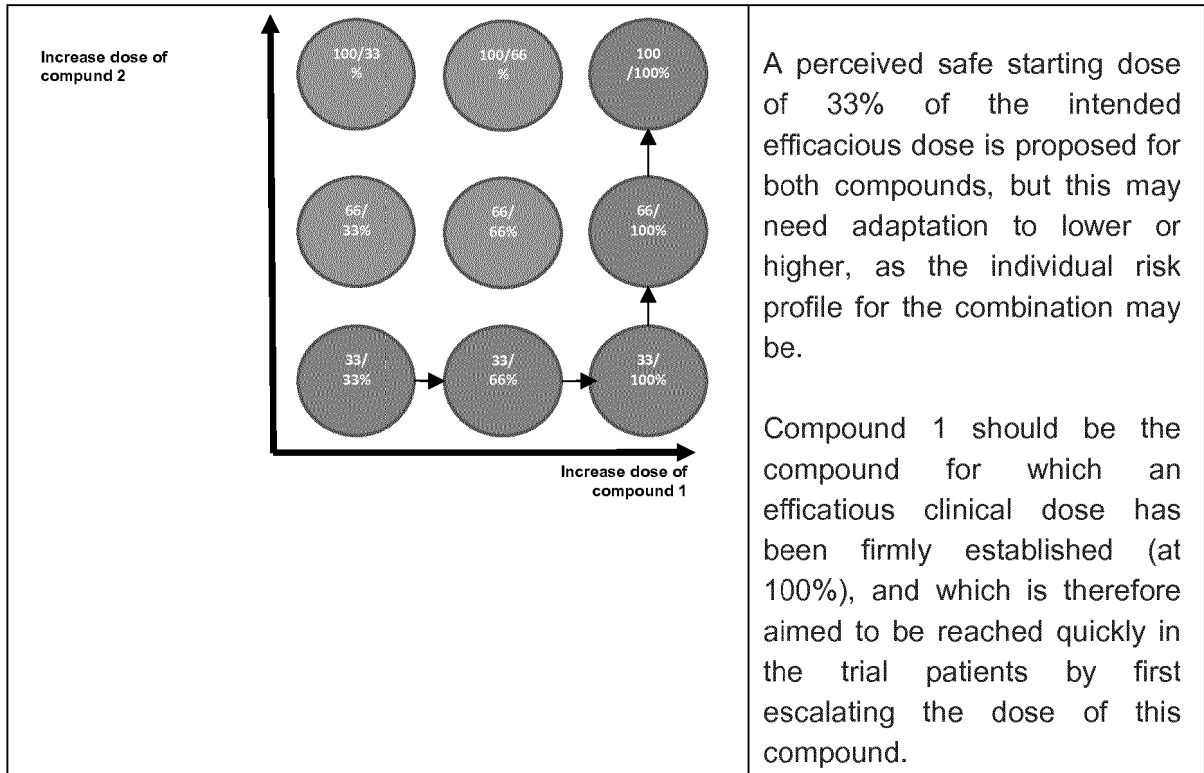 Increase dose of
compund 2
100/33
%
100/66
%
100
/100%
66/
33%
66/
66%
66/
100%
33/
33%
33/
66%
33/
100%
Increase dose of
compound 1
A perceived safe starting dose
of 33% of the intended
efficacious dose is proposed for
both compounds, but this may
need adaptation to lower or
higher, as the individual risk
profile for the combination may
be.
Compound 1 should be the
compound for which an
efficatious clinical dose has
been firmly established (at
100%), and which is therefore
aimed to be reached quickly in
the trial patients by first
escalating the dose of this
compound.